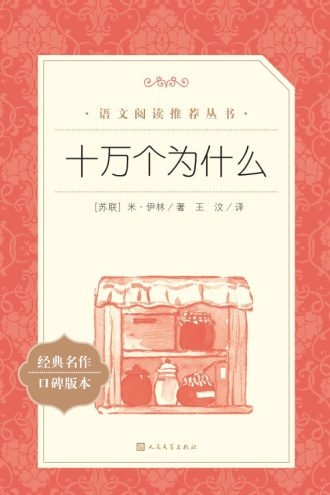 ·语文阅读推荐丛书·
十万个为什么
[苏联] 米·伊林/著 王汶/译
经典名作
口碑版本
人民文学出版社